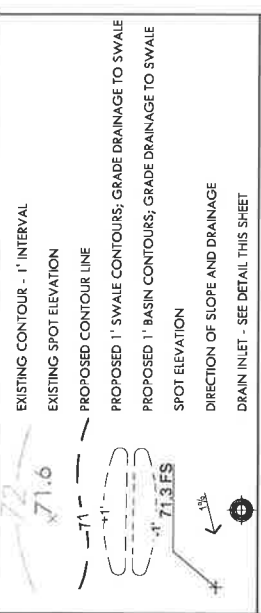 72
EXISTING CONTOUR - 1' INTERVAL
x71.6
EXISTING SPOT ELEVATION
71
PROPOSED CONTOUR LINE
+1'
PROPOSED 1' SWALE CONTOURS; GRADE DRAINAGE TO SWALE
-1'
PROPOSED 1' BASIN CONTOURS; GRADE DRAINAGE TO SWALE
71.3 FS
SPOT ELEVATION
1%
DIRECTION OF SLOPE AND DRAINAGE
DRAIN INLET - SEE DETAIL THIS SHEET